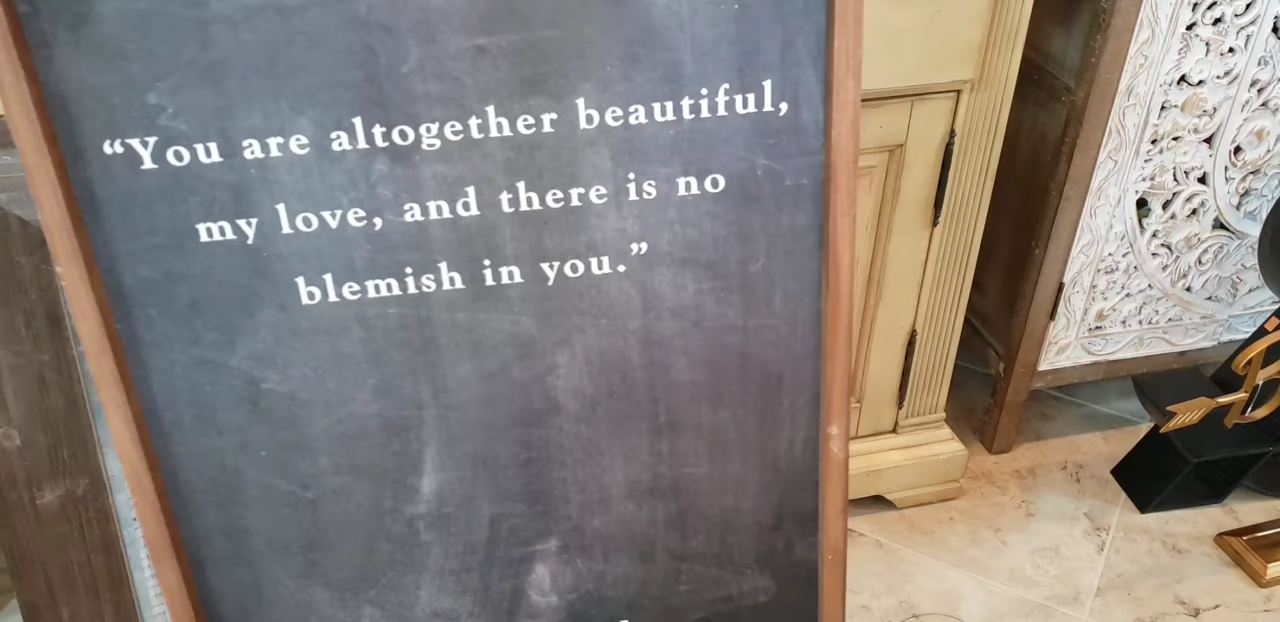 “You are altogether beautiful,
my love, and there is no
blemish in you.”